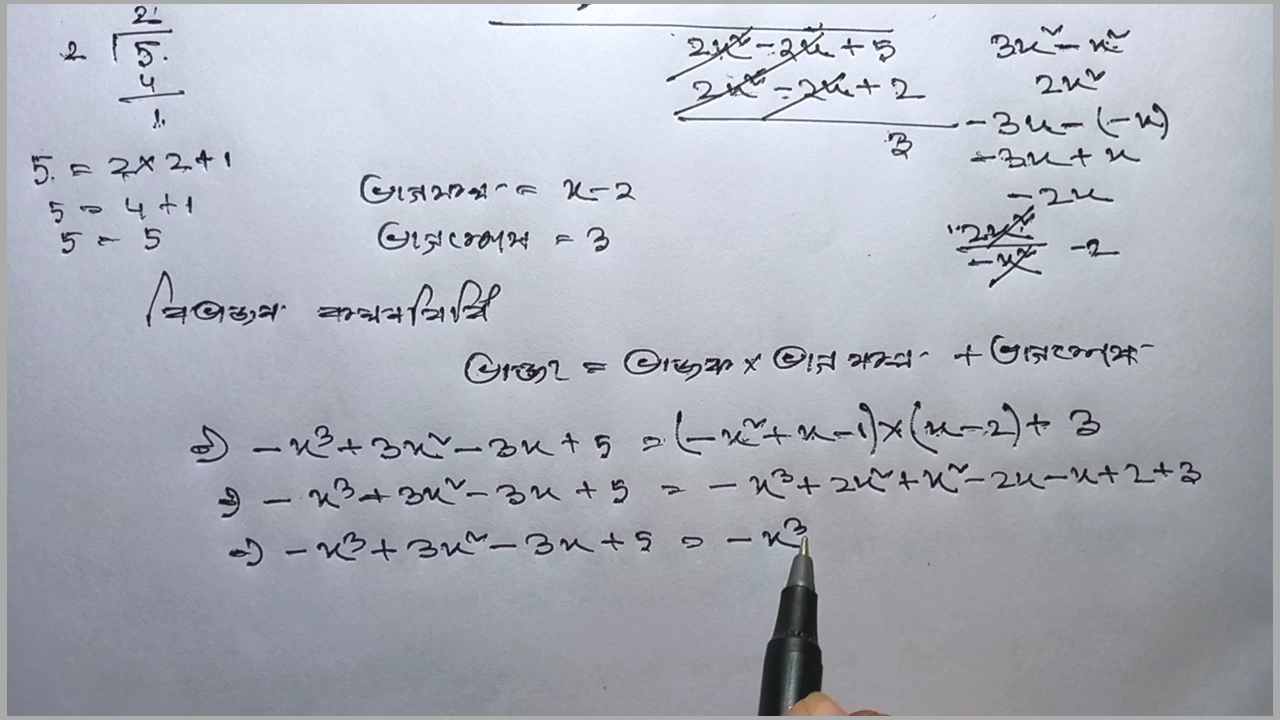 2
2 5
4
1
5 = 2 × 2 + 1
5 = 4 + 1
5 = 5
2x² - 2x + 5
2x² - 2x + 2
3
3x² - x²
2x²
- 3x - (- x)
- 3x + x
- 2x
2x²
- x²
- 2
ভাগফল = x - 2
ভাগশেষ = 3
বিভাজন কলনবিধি
ভাজ্য = ভাজক × ভাগফল + ভাগশেষ
⇒ - x³ + 3x² - 3x + 5 = (- x² + x - 1) × (x - 2) + 3
⇒ - x³ + 3x² - 3x + 5 = - x³ + 2x² + x² - 2x - x + 2 + 3
⇒ - x³ + 3x² - 3x + 5 = - x³